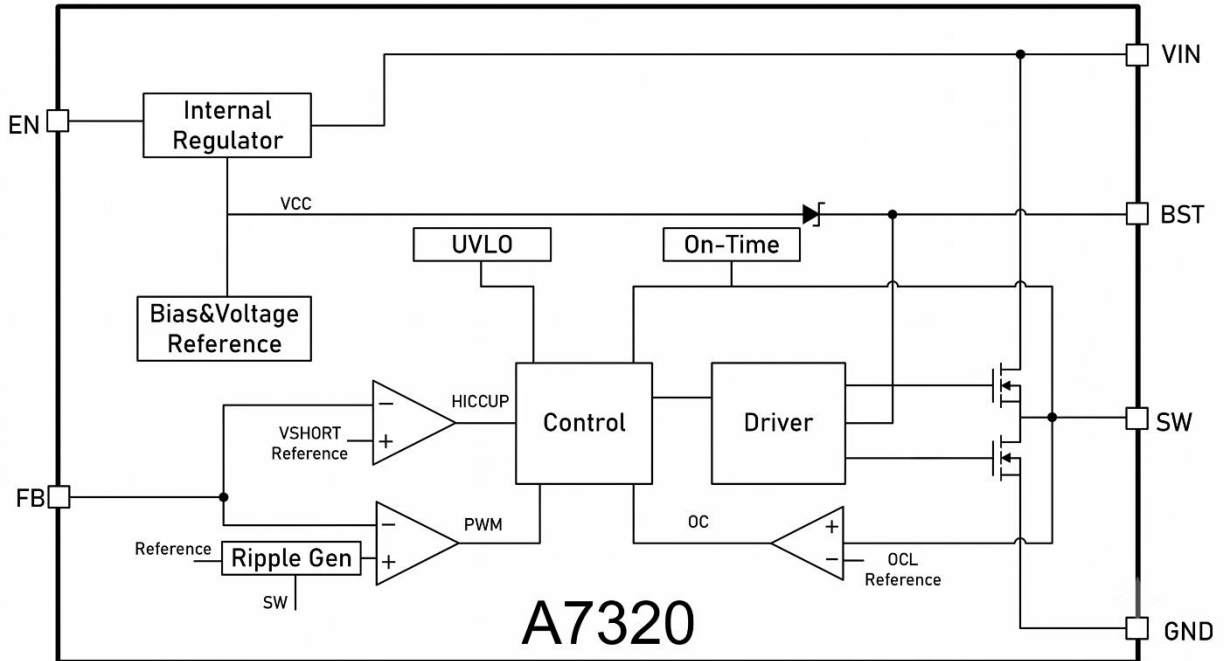 VIN
EN
Internal
Regulator
VCC
BST
UVLO
On-Time
Bias&Voltage
Reference
HICCUP
Control
Driver
SW
−
VSHORT
Reference
+
FB
−
PWM
OC
+
Reference
Ripple Gen
+
−
OCL
Reference
SW
A7320
GND